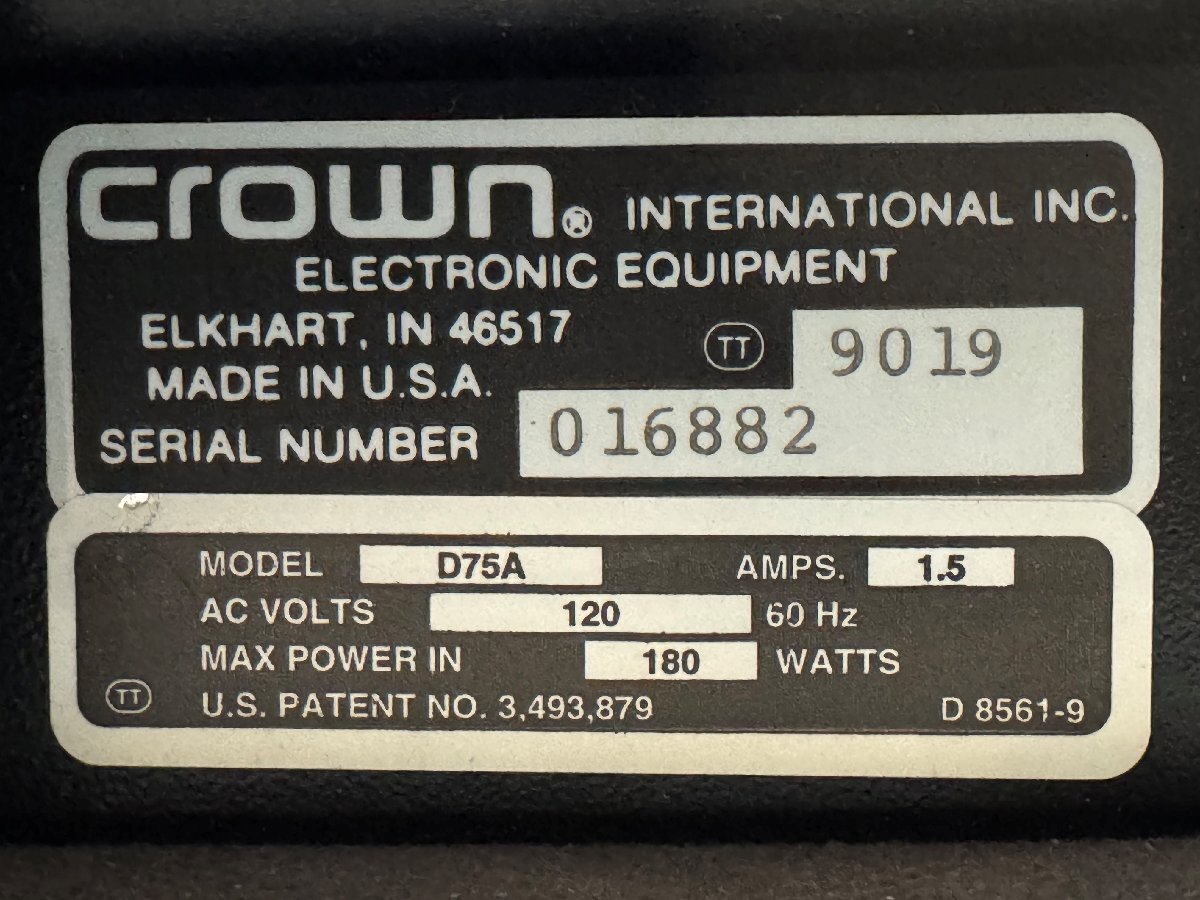 crown® INTERNATIONAL INC.
ELECTRONIC EQUIPMENT
ELKHART, IN 46517
TT 9019
MADE IN U.S.A.
SERIAL NUMBER 016882
MODEL D75A AMPS. 1.5
AC VOLTS 120 60 Hz
MAX POWER IN 180 WATTS
TT U.S. PATENT NO. 3,493,879 D 8561-9